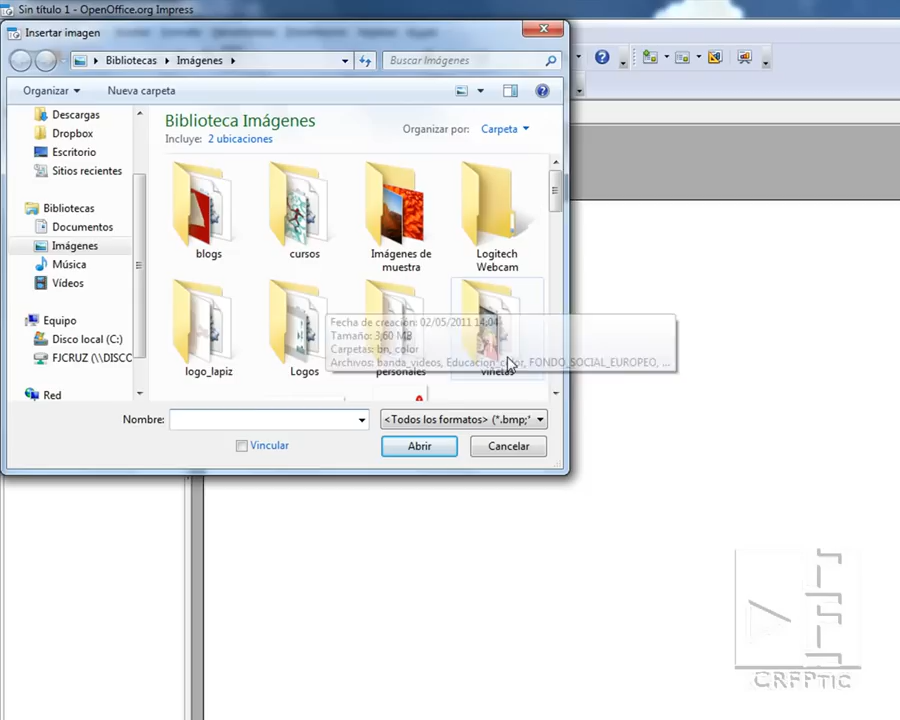 Sin título 1 - OpenOffice.org Impress
Insertar imagen
Bibliotecas
Imágenes
Buscar Imágenes
Organizar
Nueva carpeta
Descargas
Dropbox
Escritorio
Sitios recientes
Bibliotecas
Documentos
Imágenes
Música
Vídeos
Equipo
Disco local (C:)
FJCRUZ (\\DISCC
Red
Biblioteca Imágenes
Incluye: 2 ubicaciones
Organizar por: Carpeta
blogs
cursos
Imágenes de muestra
Logitech Webcam
logo_lapiz
Logos
personales
viñetas
Fecha de creación: 02/05/2011 14:04
Tamaño: 3,60 MB
Carpetas: bn, color
Archivos: banda_videos, Educacion_color, FONDO_SOCIAL_EUROPEO, ...
Nombre:
<Todos los formatos> (*.bmp;*
Vincular
Abrir
Cancelar
CRFPTIC